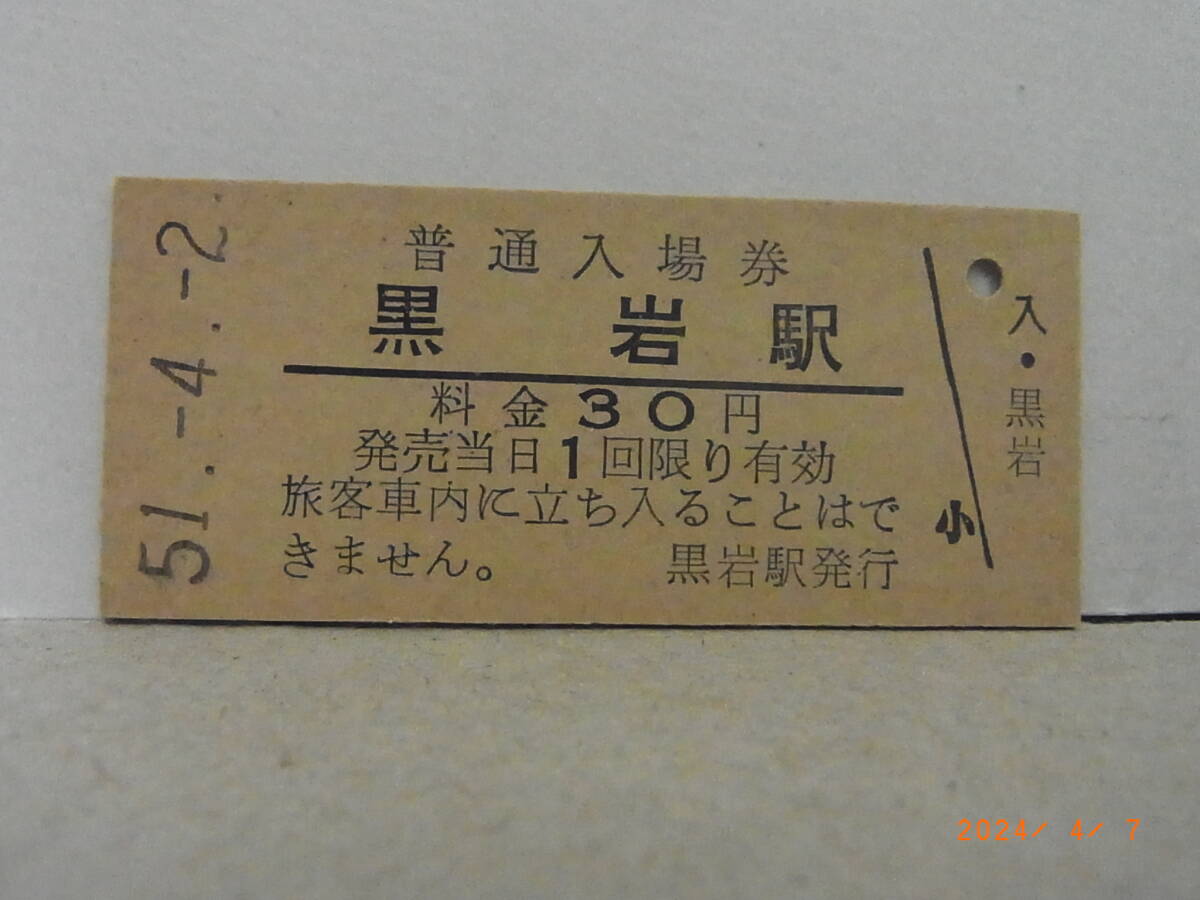 51.-4.-2.
普通入場券
黒岩駅
料金30円
発売当日1回限り有効
旅客車内に立ち入ることはで
きません。 黒岩駅発行
小
入・黒岩
2024/ 4/ 7